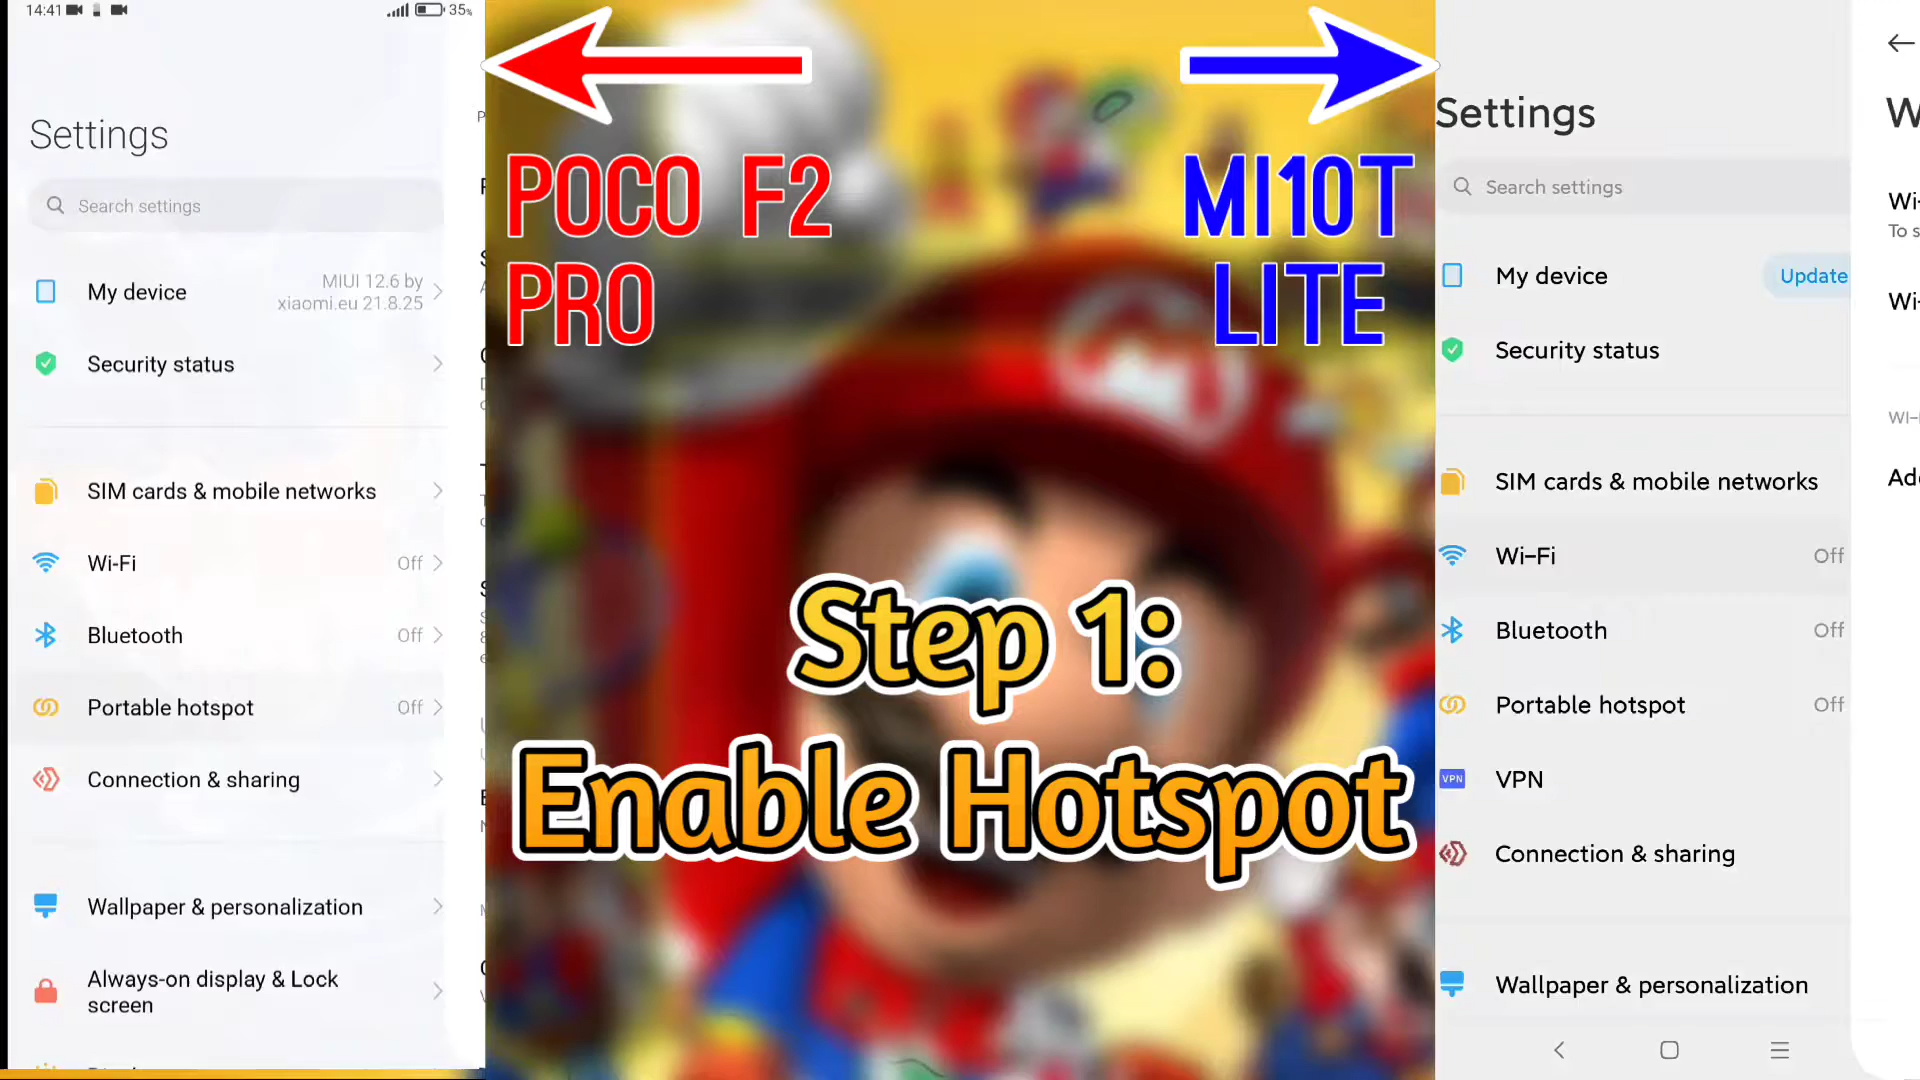 14:41
35%
Settings
Search settings
My device
MIUI 12.6 by
xiaomi.eu 21.8.25
Security status
SIM cards & mobile networks
Wi-Fi
Off
Bluetooth
Off
Portable hotspot
Off
Connection & sharing
Wallpaper & personalization
Always-on display & Lock
screen
POCO F2
PRO
MI10T
LITE
Step 1:
Enable Hotspot
Settings
Search settings
My device
Update
Security status
SIM cards & mobile networks
Wi-Fi
Off
Bluetooth
Off
Portable hotspot
Off
VPN
VPN
Connection & sharing
Wallpaper & personalization